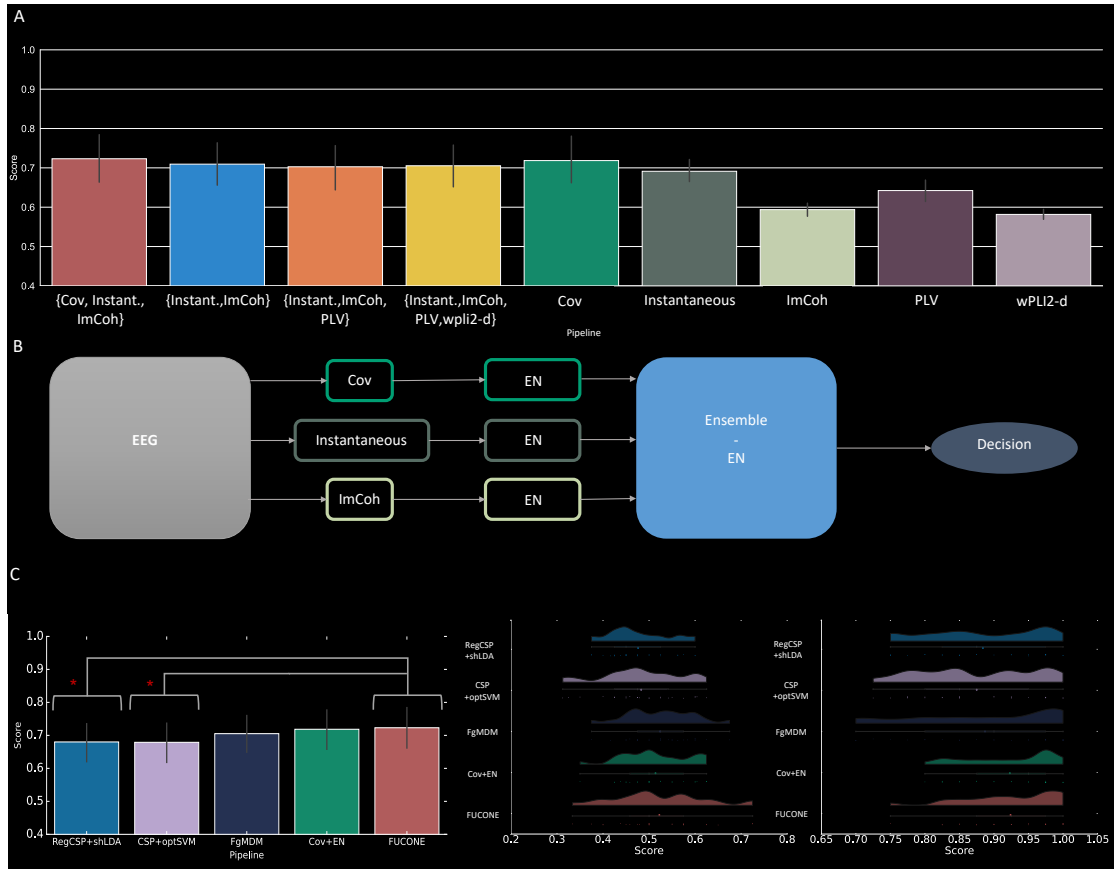 A
1.0
0.9
0.8
0.7
0.6
0.5
0.4
Score
{Cov, Instant., ImCoh}
{Instant.,ImCoh}
{Instant.,ImCoh, PLV}
{Instant.,ImCoh, PLV,wpli2-d}
Cov
Instantaneous
ImCoh
PLV
wPLI2-d
Pipeline
B
EEG
Cov
EN
Instantaneous
EN
ImCoh
EN
Ensemble
-
EN
Decision
C
1.0
0.9
0.8
0.7
0.6
0.5
0.4
Score
*
*
RegCSP+shLDA
CSP+optSVM
FgMDM
Cov+EN
FUCONE
Pipeline
RegCSP
+shLDA
CSP
+optSVM
FgMDM
Cov+EN
FUCONE
0.2 0.3 0.4 0.5 0.6 0.7 0.8
Score
RegCSP
+shLDA
CSP
+optSVM
FgMDM
Cov+EN
FUCONE
0.65 0.70 0.75 0.80 0.85 0.90 0.95 1.00 1.05
Score